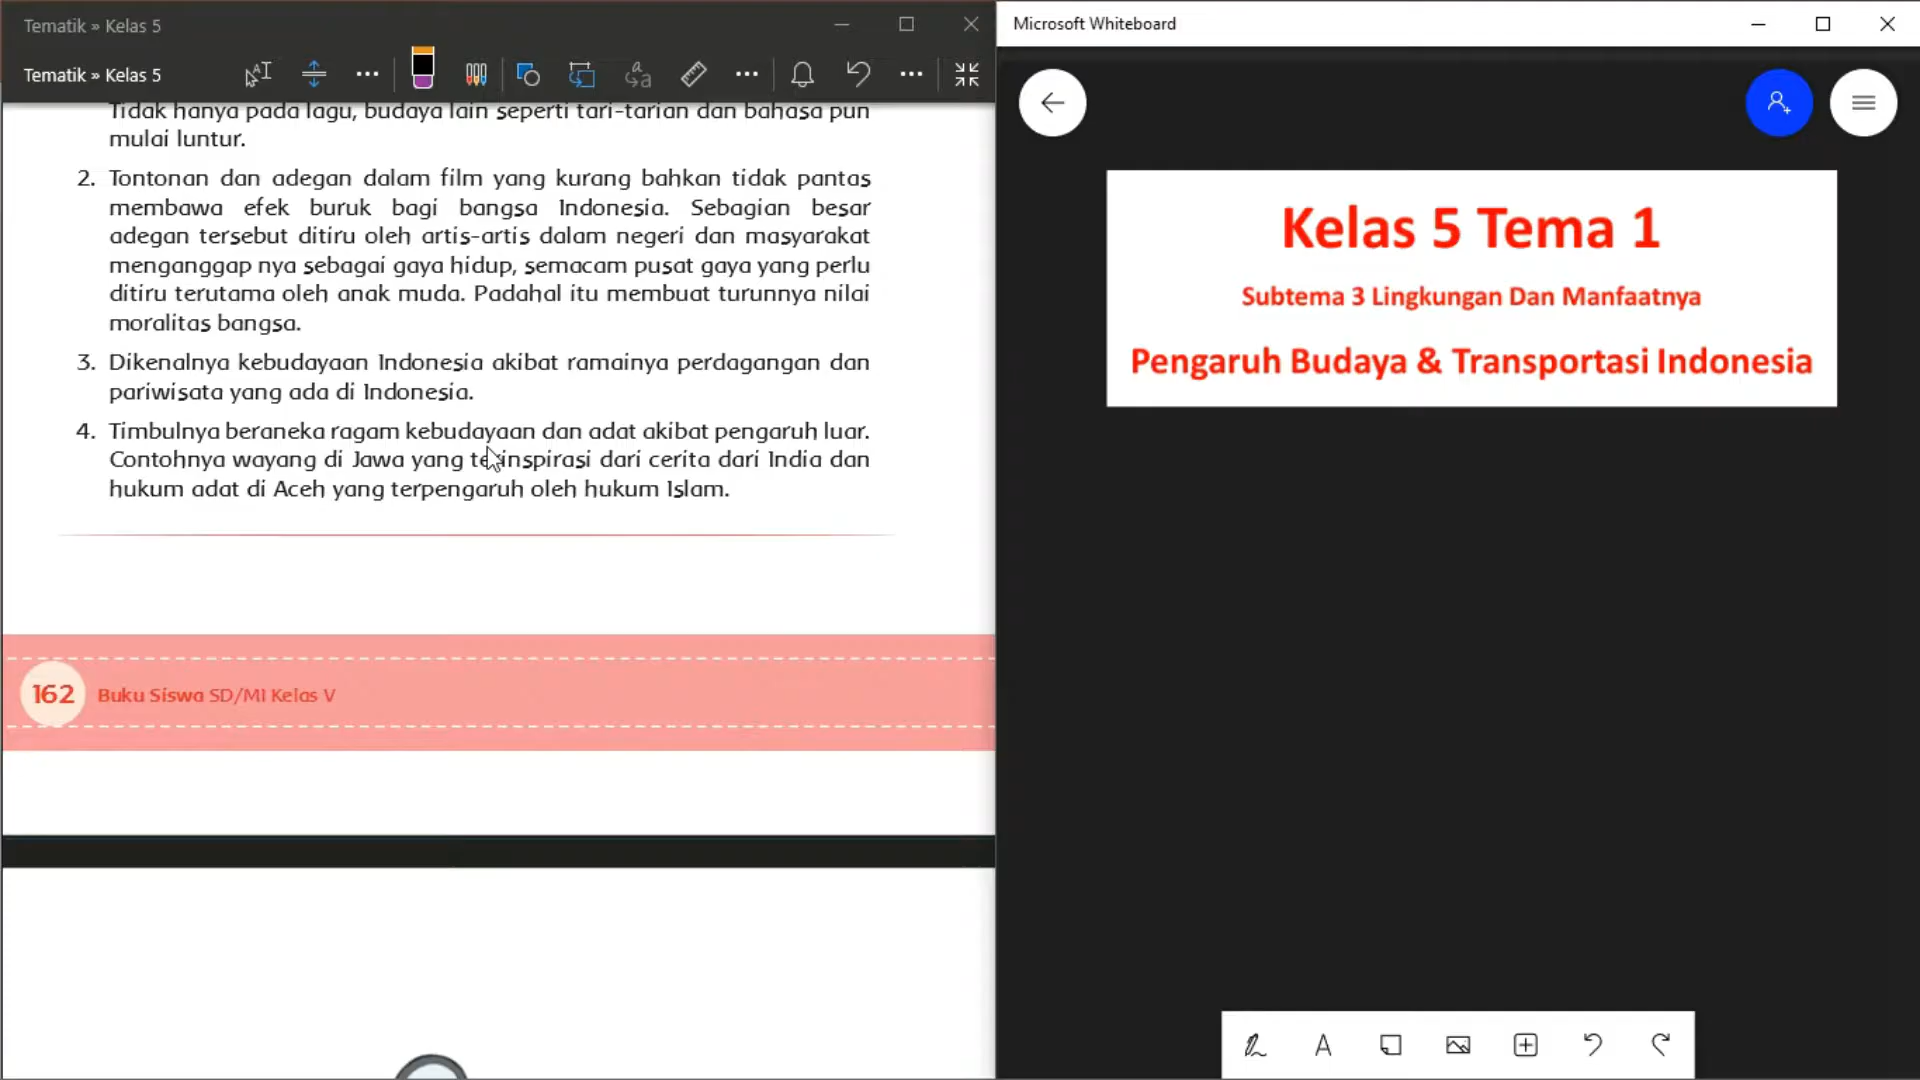 Tematik » Kelas 5
Tematik » Kelas 5
Tidak hanya pada lagu, budaya lain seperti tari-tarian dan bahasa pun
mulai luntur.
2. Tontonan dan adegan dalam film yang kurang bahkan tidak pantas
membawa efek buruk bagi bangsa Indonesia. Sebagian besar
adegan tersebut ditiru oleh artis-artis dalam negeri dan masyarakat
menganggap nya sebagai gaya hidup, semacam pusat gaya yang perlu
ditiru terutama oleh anak muda. Padahal itu membuat turunnya nilai
moralitas bangsa.
3. Dikenalnya kebudayaan Indonesia akibat ramainya perdagangan dan
pariwisata yang ada di Indonesia.
4. Timbulnya beraneka ragam kebudayaan dan adat akibat pengaruh luar.
Contohnya wayang di Jawa yang terinspirasi dari cerita dari India dan
hukum adat di Aceh yang terpengaruh oleh hukum Islam.
162 Buku Siswa SD/MI Kelas V
Microsoft Whiteboard
Kelas 5 Tema 1
Subtema 3 Lingkungan Dan Manfaatnya
Pengaruh Budaya & Transportasi Indonesia